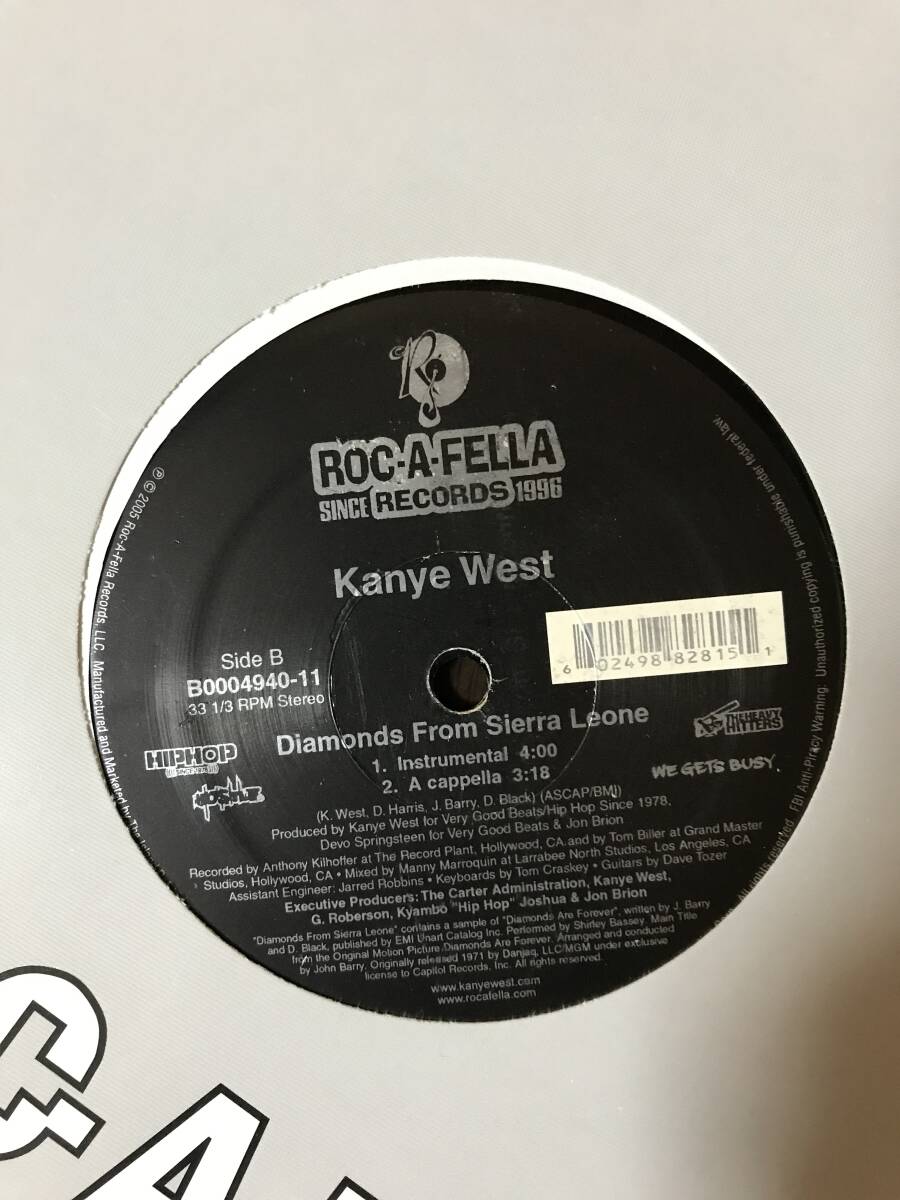 ROC-A-FELLA
SINCE RECORDS 1996
Kanye West
Side B
B0004940-11
33 1/3 RPM Stereo
6 02498 82815 1
Diamonds From Sierra Leone
1. Instrumental 4:00
2. A cappella 3:18
HIPHOP
SINCE 1978
THE HEAVY
HITTERS
WE GETS BUSY.
(K. West, D. Harris, J. Barry, D. Black) (ASCAP/BMI)
Produced by Kanye West for Very Good Beats/Hip Hop Since 1978,
Devo Springsteen for Very Good Beats & Jon Brion
Recorded by Anthony Kilhoffer at The Record Plant, Hollywood, CA.and by Tom Biller at Grand Master
Studios, Hollywood, CA • Mixed by Manny Marroquin at Larrabee North Studios, Los Angeles, CA
Assistant Engineer: Jarred Robbins • Keyboards by Tom Craskey • Guitars by Dave Tozer
Executive Producers: The Carter Administration, Kanye West,
G. Roberson, Kyambo "Hip Hop" Joshua & Jon Brion
"Diamonds From Sierra Leone" contains a sample of "Diamonds Are Forever", written by J. Barry
and D. Black, published by EMI Unart Catalog Inc. Performed by Shirley Bassey. Main Title
from the Original Motion Picture Diamonds Are Forever. Arranged and conducted
by John Barry. Originally released 1971 by Danjaq, LLC/MGM under exclusive
license to Capitol Records, Inc. All rights reserved.
www.kanyewest.com
www.rocafella.com
℗ © 2005 Roc-A-Fella Records, LLC. Manufactured and Marketed by The
All rights reserved. FBI Anti-Piracy Warning: Unauthorized copying is punishable under federal law.